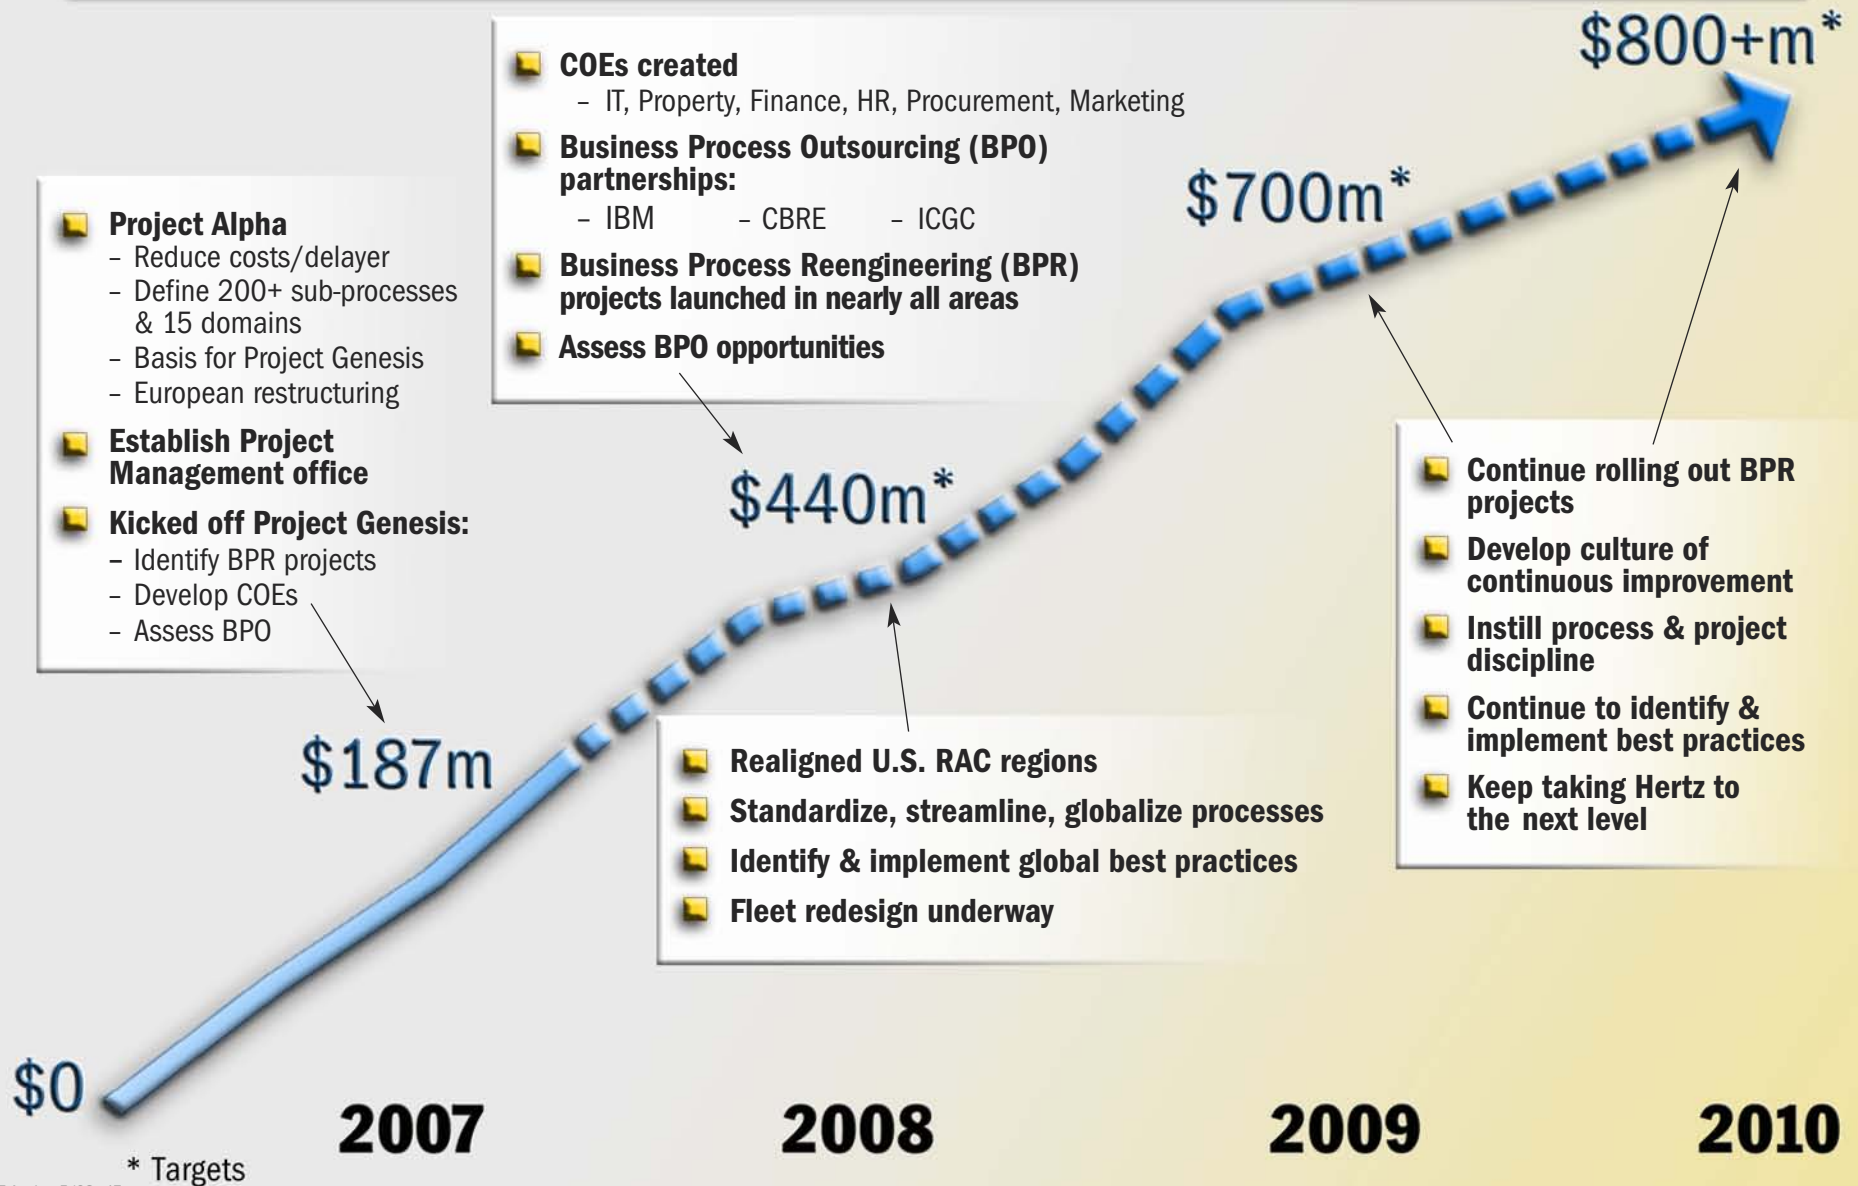 $800+m*
COEs created
– IT, Property, Finance, HR, Procurement, Marketing
Business Process Outsourcing (BPO)
partnerships:
– IBM – CBRE – ICGC
Business Process Reengineering (BPR)
projects launched in nearly all areas
Assess BPO opportunities
$700m*
Project Alpha
– Reduce costs/delayer
– Define 200+ sub-processes
& 15 domains
– Basis for Project Genesis
– European restructuring
Establish Project
Management office
Kicked off Project Genesis:
– Identify BPR projects
– Develop COEs
– Assess BPO
$440m*
Continue rolling out BPR
projects
Develop culture of
continuous improvement
Instill process & project
discipline
Continue to identify &
implement best practices
Keep taking Hertz to
the next level
$187m
Realigned U.S. RAC regions
Standardize, streamline, globalize processes
Identify & implement global best practices
Fleet redesign underway
$0
2007 2008 2009 2010
* Targets